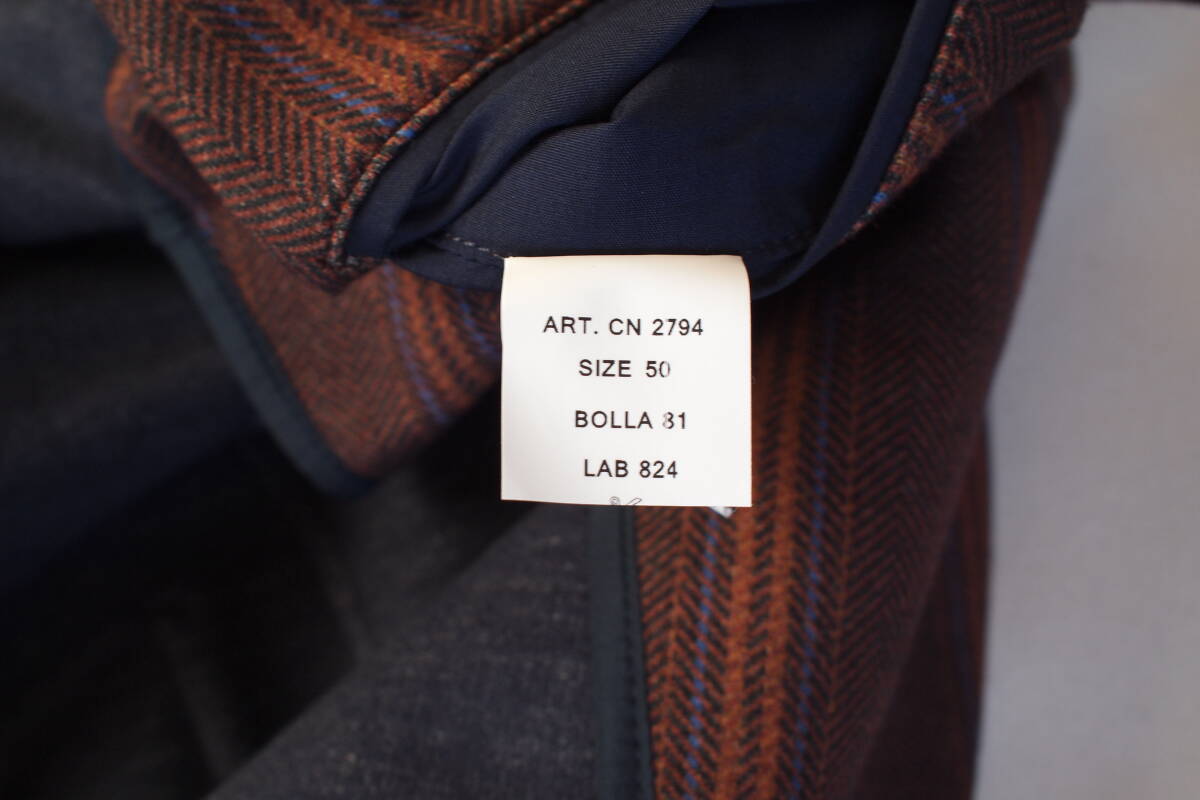 ART. CN 2794
SIZE 50
BOLLA 81
LAB 824